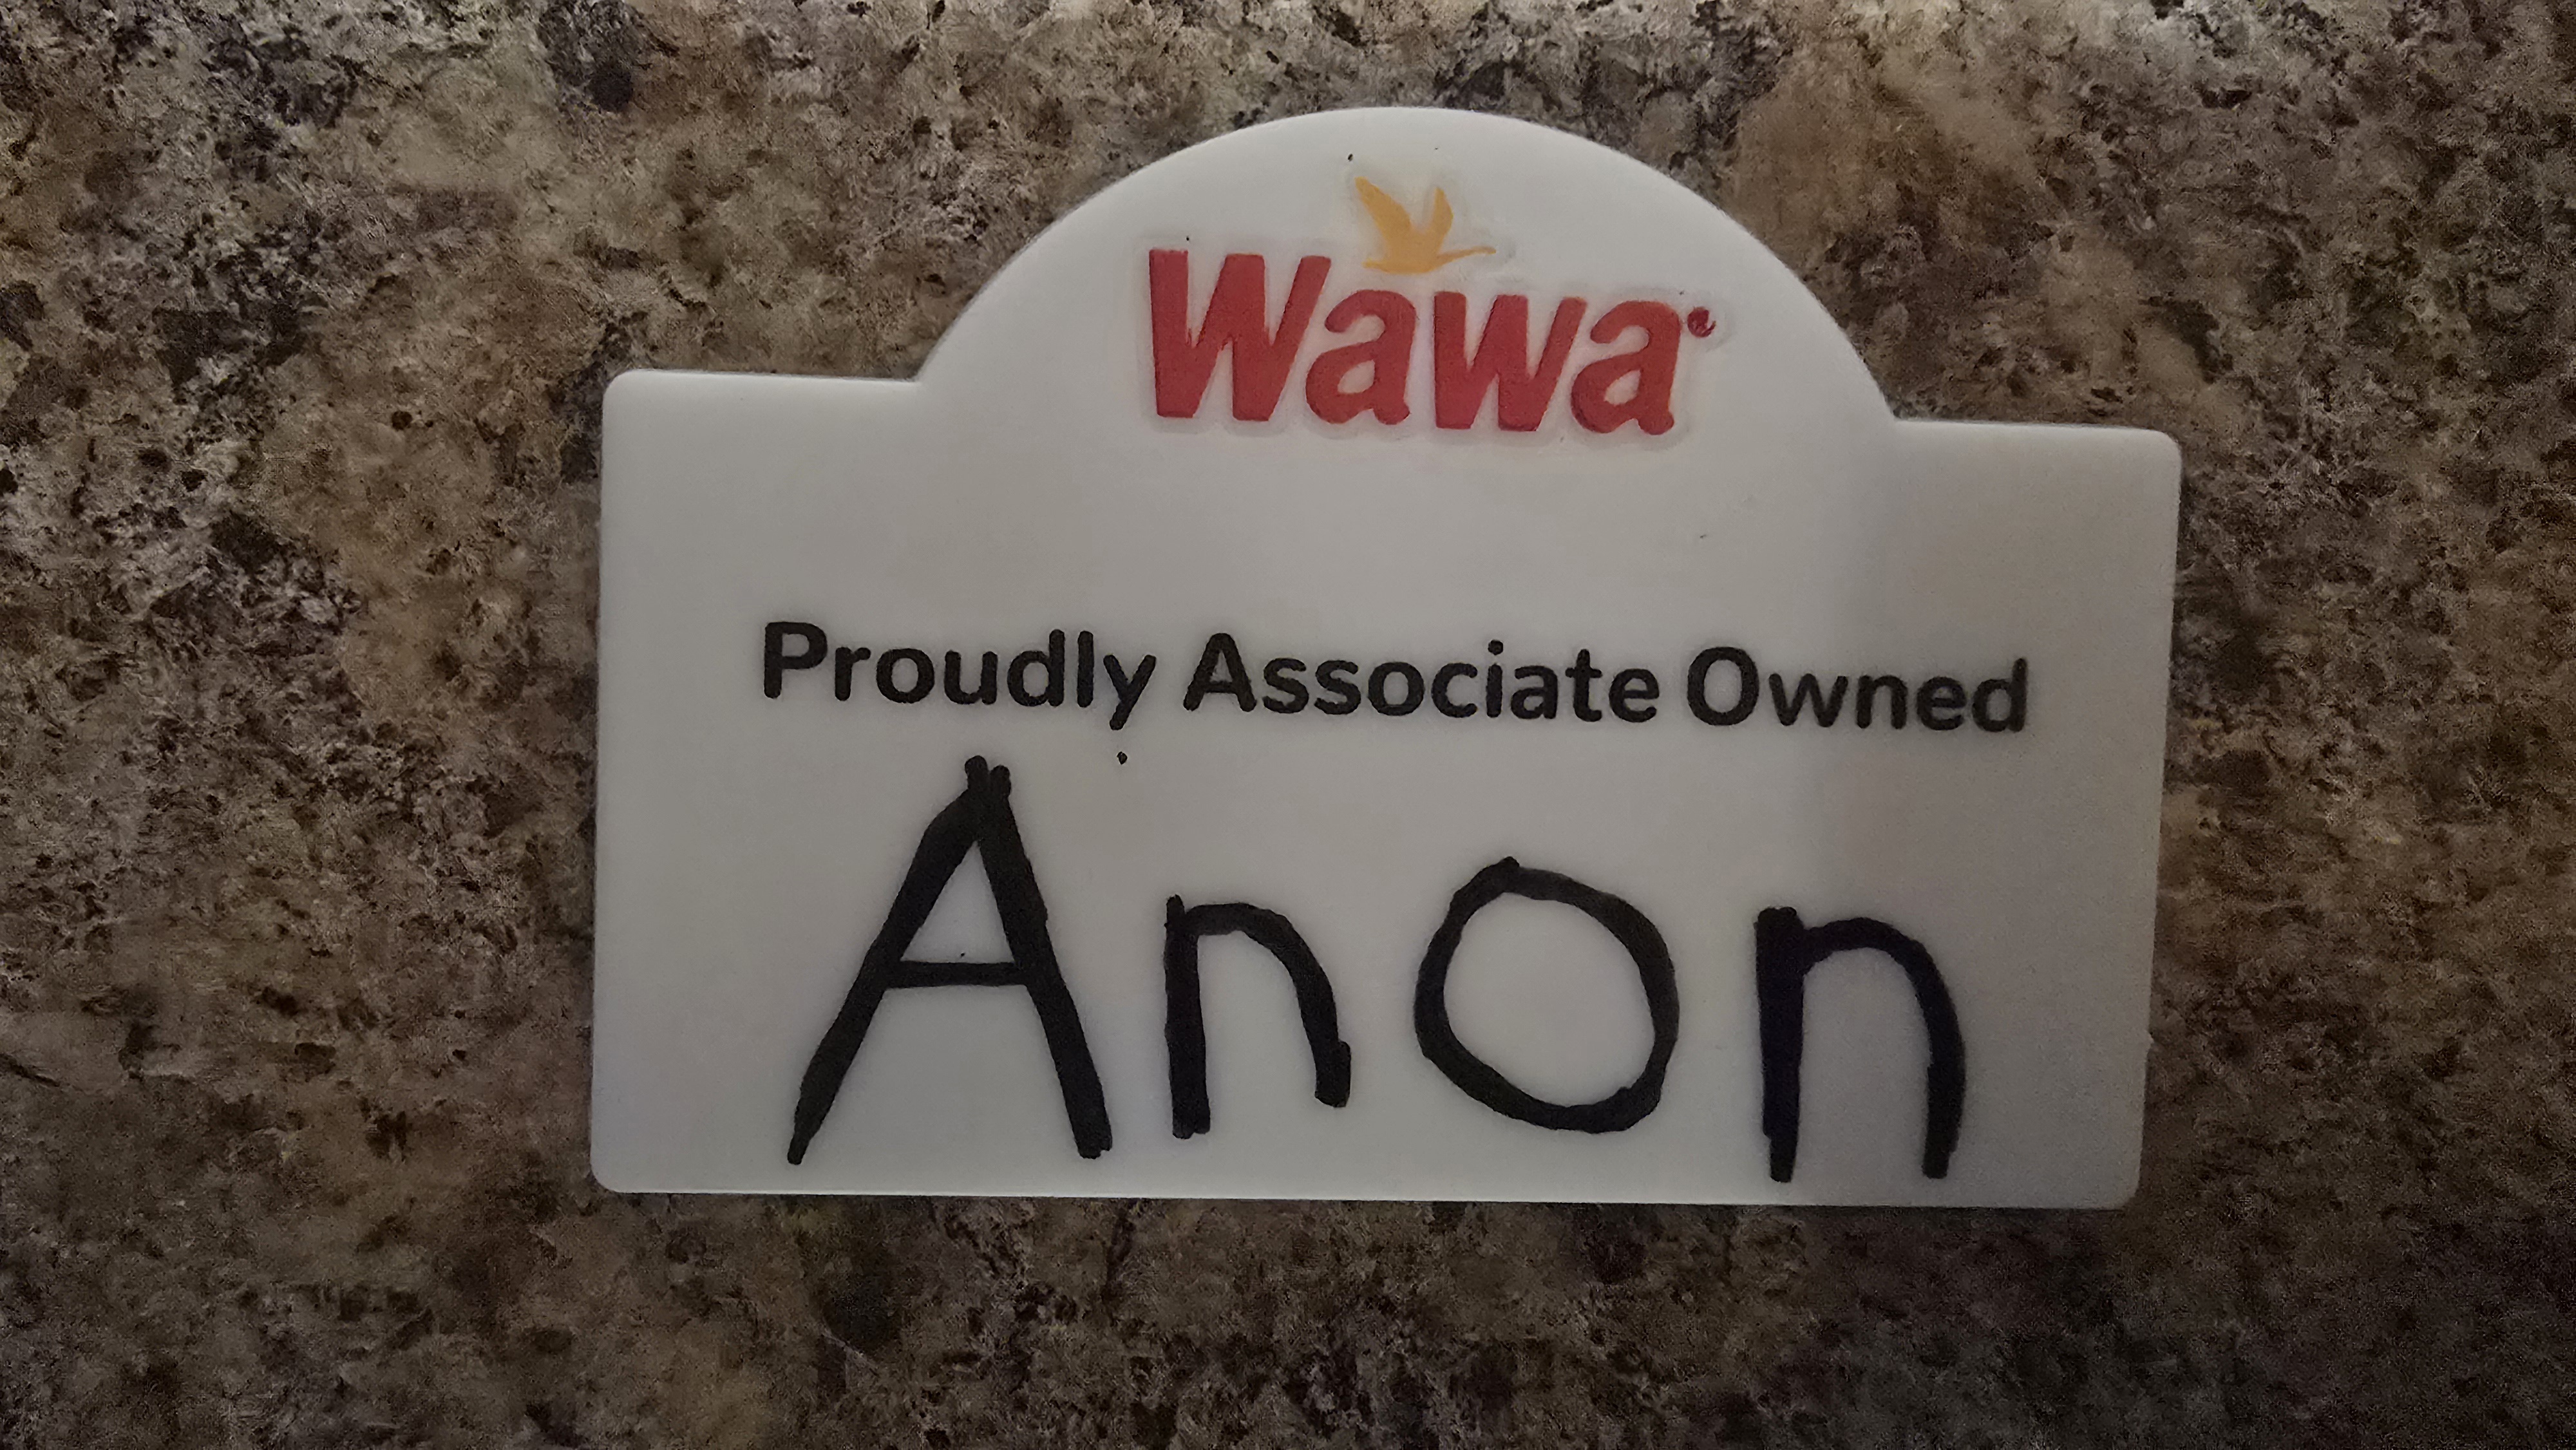 Wawa
Proudly Associate Owned
Anon